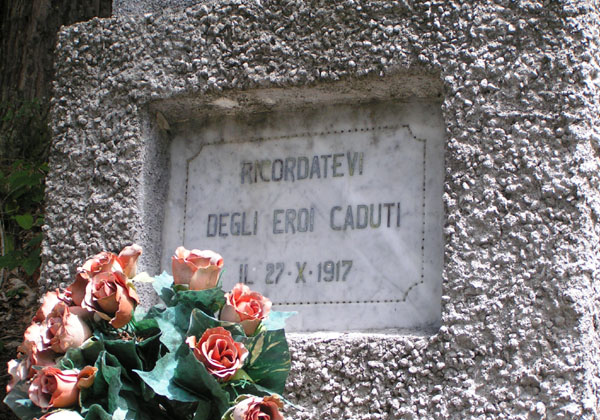 RICORDATEVI
DEGLI EROI CADUTI
IL 27·X·1917